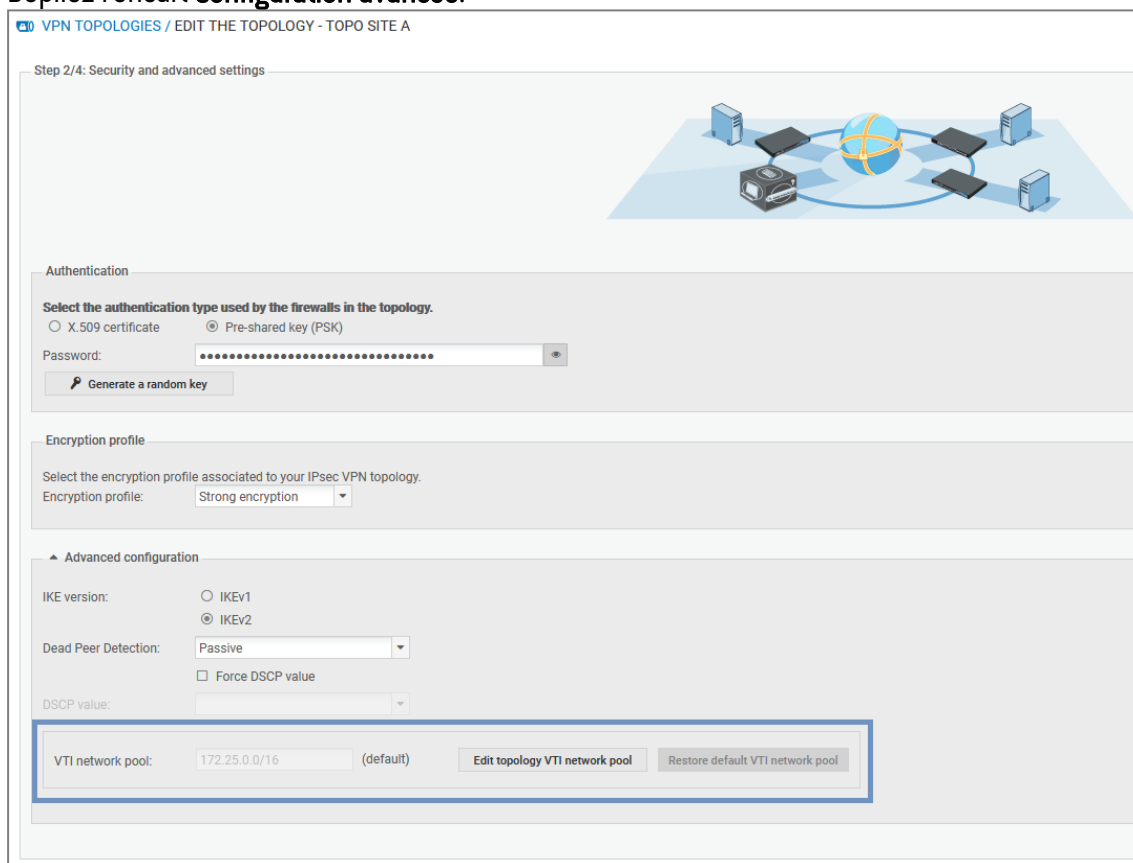 VPN TOPOLOGIES / EDIT THE TOPOLOGY - TOPO SITE A
Step 2/4: Security and advanced settings
Authentication
Select the authentication type used by the firewalls in the topology.
X.509 certificate Pre-shared key (PSK)
Password: ••••••••••••••••••••••••••••••••
Generate a random key
Encryption profile
Select the encryption profile associated to your IPsec VPN topology.
Encryption profile: Strong encryption
Advanced configuration
IKE version: IKEv1
IKEv2
Dead Peer Detection: Passive
Force DSCP value
DSCP value:
VTI network pool: 172.25.0.0/16 (default) Edit topology VTI network pool Restore default VTI network pool